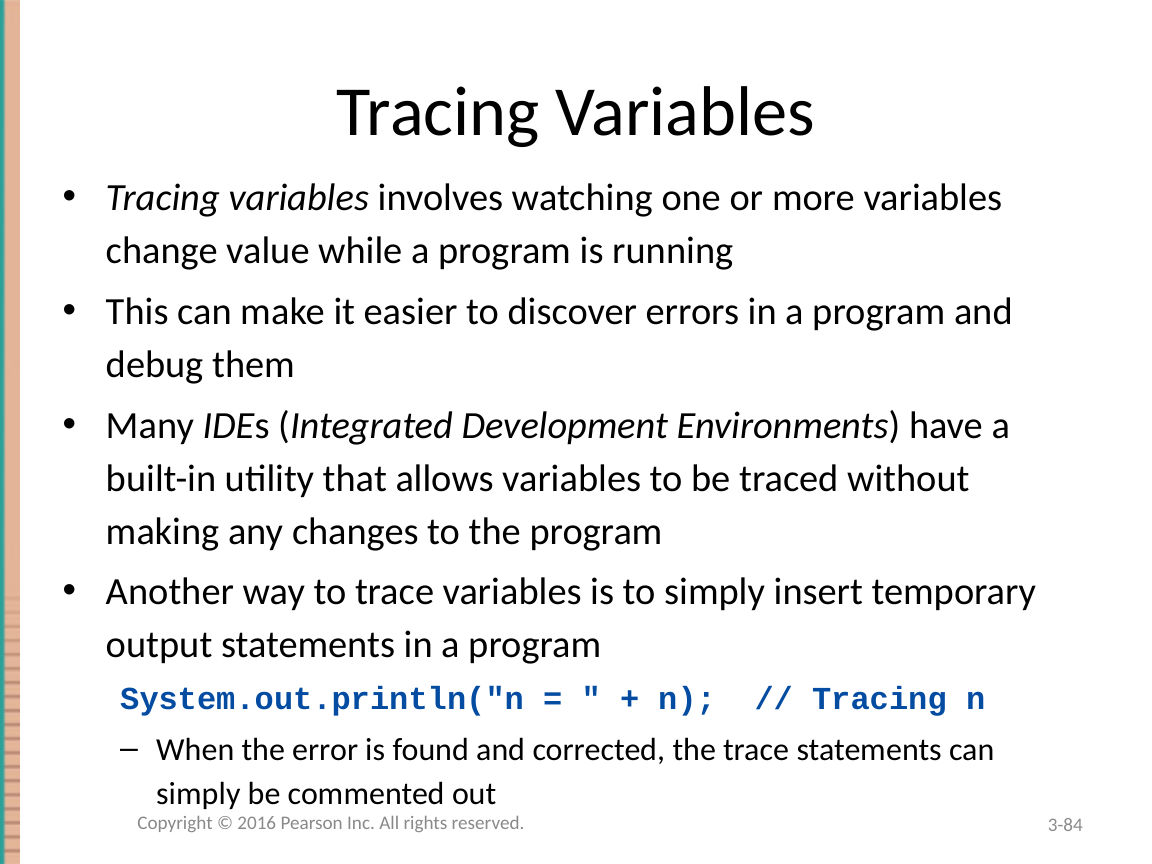 Tracing Variables
• Tracing variables involves watching one or more variables
change value while a program is running
• This can make it easier to discover errors in a program and
debug them
• Many IDEs (Integrated Development Environments) have a
built-in utility that allows variables to be traced without
making any changes to the program
• Another way to trace variables is to simply insert temporary
output statements in a program
System.out.println("n = " + n);  // Tracing n
– When the error is found and corrected, the trace statements can
simply be commented out
Copyright © 2016 Pearson Inc. All rights reserved.
3-84